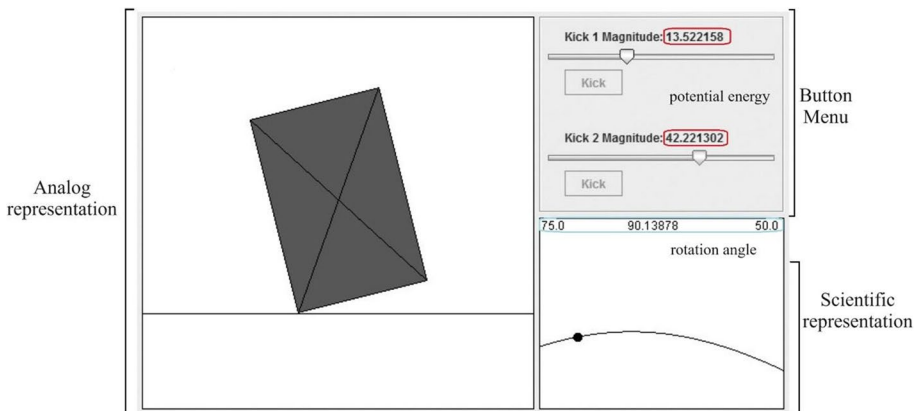 Analog
representation
Kick 1 Magnitude: 13.522158
Kick
potential energy
Kick 2 Magnitude: 42.221302
Kick
Button
Menu
75.0 90.13878 50.0
rotation angle
Scientific
representation